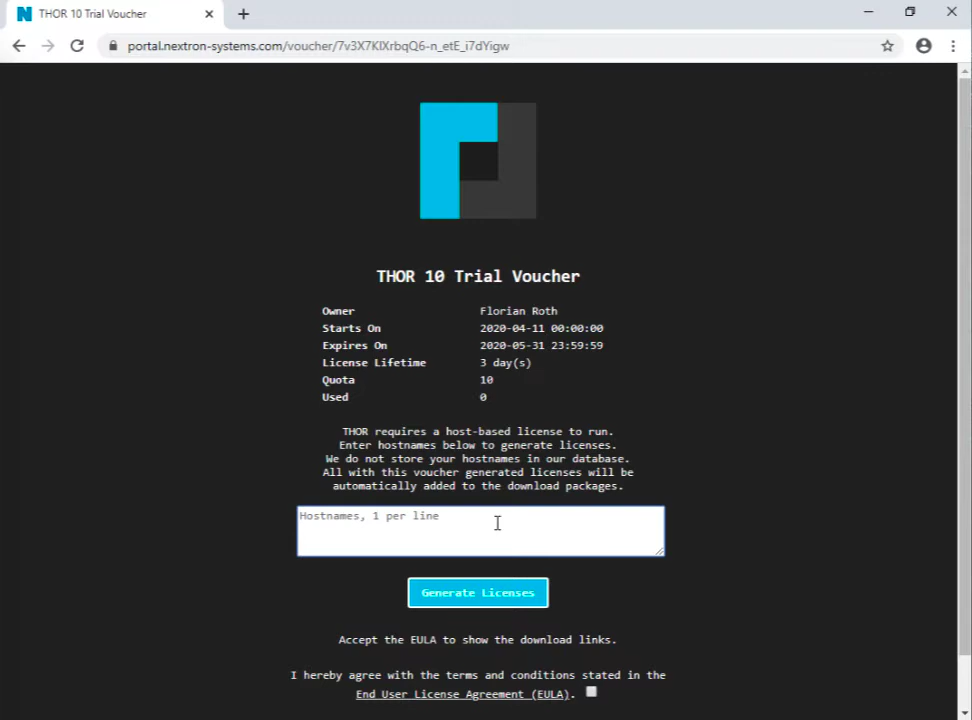 THOR 10 Trial Voucher
portal.nextron-systems.com/voucher/7v3X7KlXrbqQ6-n_etE_i7dYigw
THOR 10 Trial Voucher
Owner Florian Roth
Starts On 2020-04-11 00:00:00
Expires On 2020-05-31 23:59:59
License Lifetime 3 day(s)
Quota 10
Used 0
THOR requires a host-based license to run.
Enter hostnames below to generate licenses.
We do not store your hostnames in our database.
All with this voucher generated licenses will be
automatically added to the download packages.
Hostnames, 1 per line
Generate Licenses
Accept the EULA to show the download links.
I hereby agree with the terms and conditions stated in the
End User License Agreement (EULA).